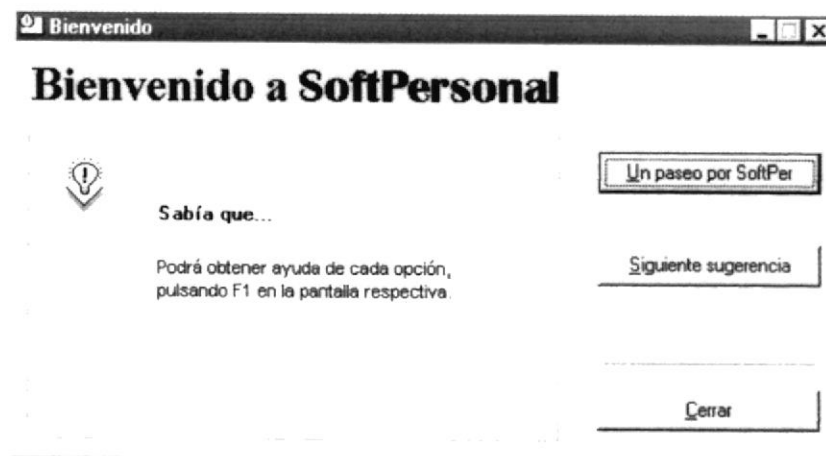 Bienvenido
Bienvenido a SoftPersonal
Un paseo por SoftPer
Sabía que...
Podrá obtener ayuda de cada opción,
pulsando F1 en la pantalla respectiva.
Siguiente sugerencia
Cerrar